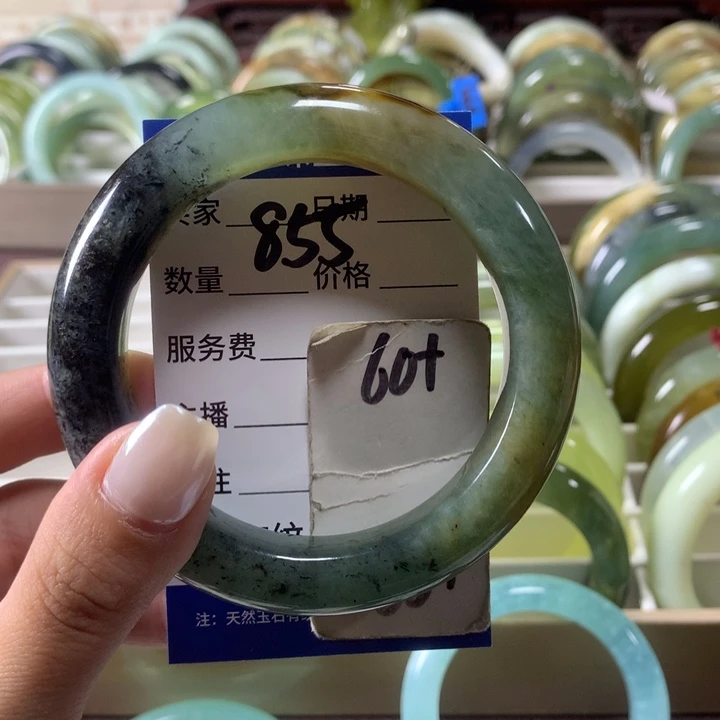 家 日期
855
数量 价格
服务费
60+
播
注
注：天然玉石有